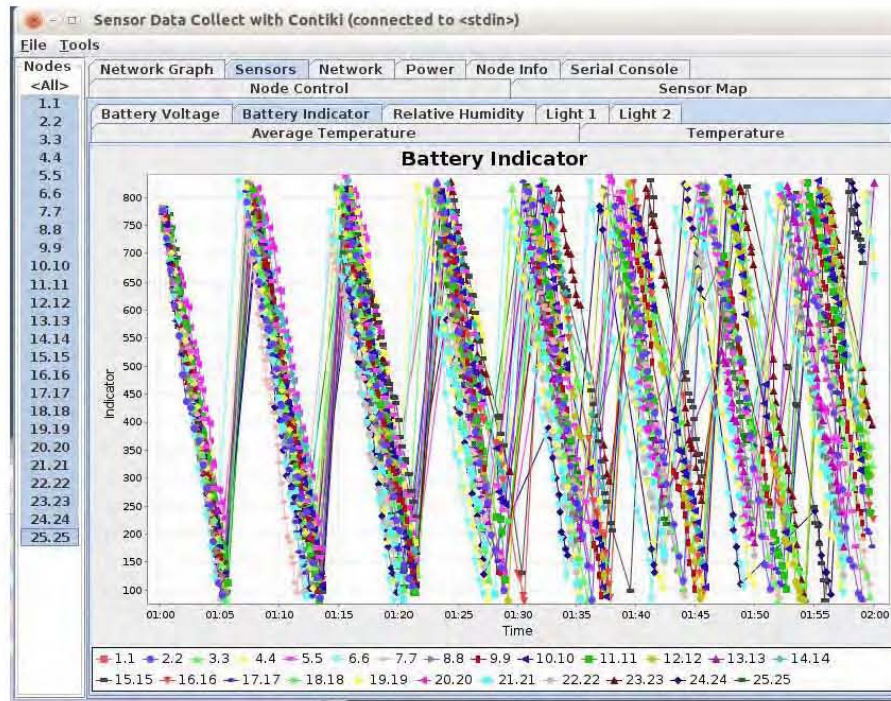 Sensor Data Collect with Contiki (connected to <stdin>)
File Tools
Nodes
<All>
1.1
2.2
3.3
4.4
5.5
6.6
7.7
8.8
9.9
10.10
11.11
12.12
13.13
14.14
15.15
16.16
17.17
18.18
19.19
20.20
21.21
22.22
23.23
24.24
25.25
Network Graph Sensors Network Power Node Info Serial Console
Node Control Sensor Map
Battery Voltage Battery Indicator Relative Humidity Light 1 Light 2
Average Temperature Temperature
Battery Indicator
Indicator
800
750
700
650
600
550
500
450
400
350
300
250
200
150
100
01:00 01:05 01:10 01:15 01:20 01:25 01:30 01:35 01:40 01:45 01:50 01:55 02:00
Time
1.1 2.2 3.3 4.4 5.5 6.6 7.7 8.8 9.9 10.10 11.11 12.12 13.13 14.14
15.15 16.16 17.17 18.18 19.19 20.20 21.21 22.22 23.23 24.24 25.25